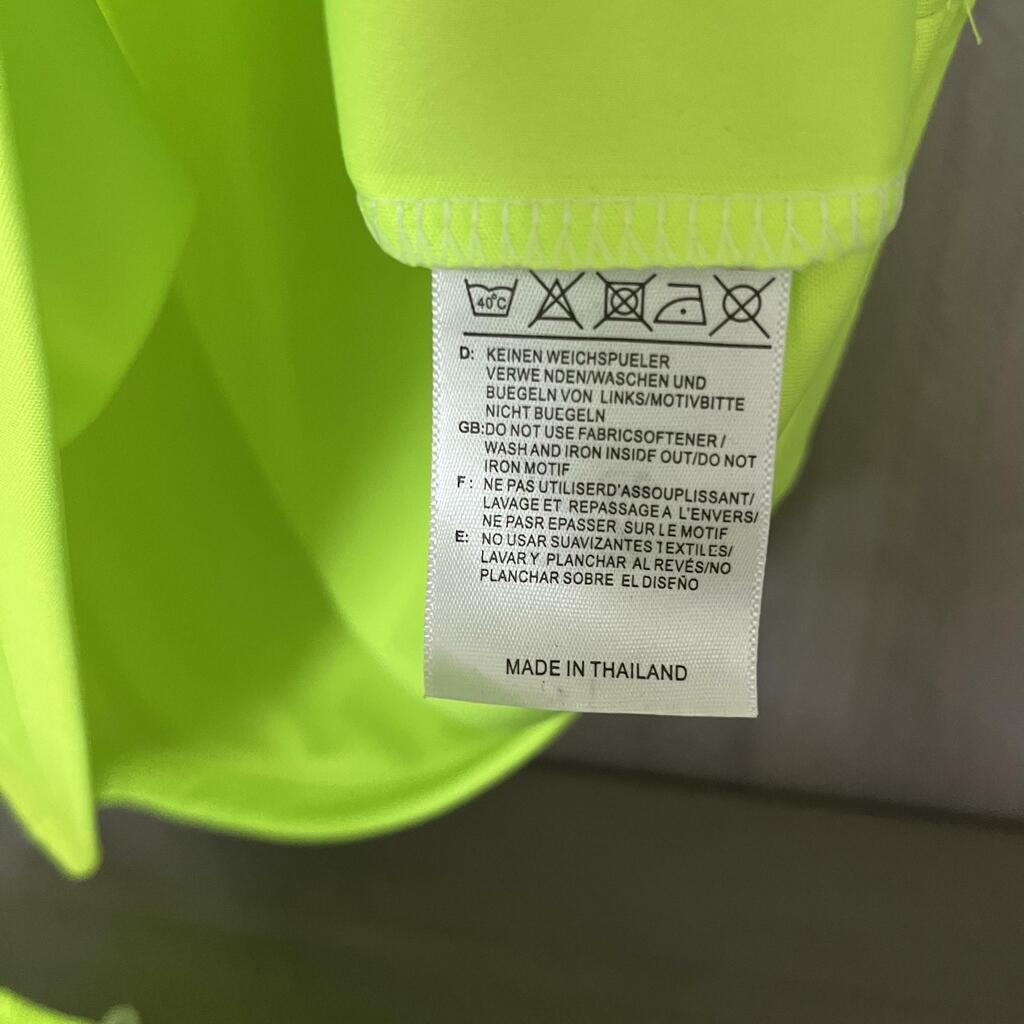 40°C
D: KEINEN WEICHSPUELER
VERWE NDEN/WASCHEN UND
BUEGELN VON LINKS/MOTIVBITTE
NICHT BUEGELN
GB:DO NOT USE FABRICSOFTENER /
WASH AND IRON INSIDE OUT/DO NOT
IRON MOTIF
F : NE PAS UTILISERD'ASSOUPLISSANT/
LAVAGE ET REPASSAGE A L'ENVERS/
NE PASR EPASSER SUR LE MOTIF
E: NO USAR SUAVIZANTES TEXTILES/
LAVAR Y PLANCHAR AL REVÉS/NO
PLANCHAR SOBRE EL DISEÑO
MADE IN THAILAND